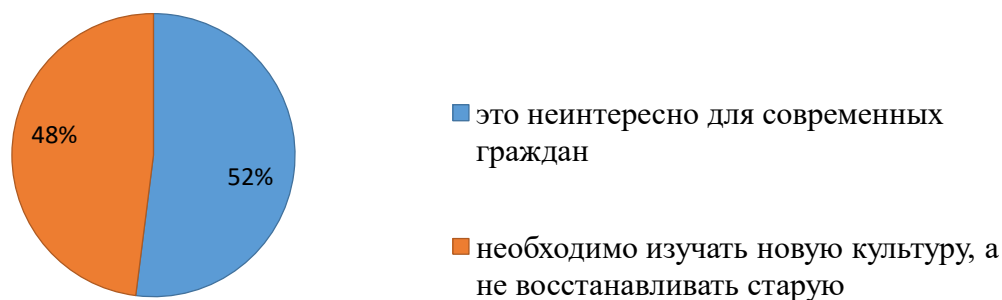 48%
52%
это неинтересно для современных
граждан
необходимо изучать новую культуру, а
не восстанавливать старую